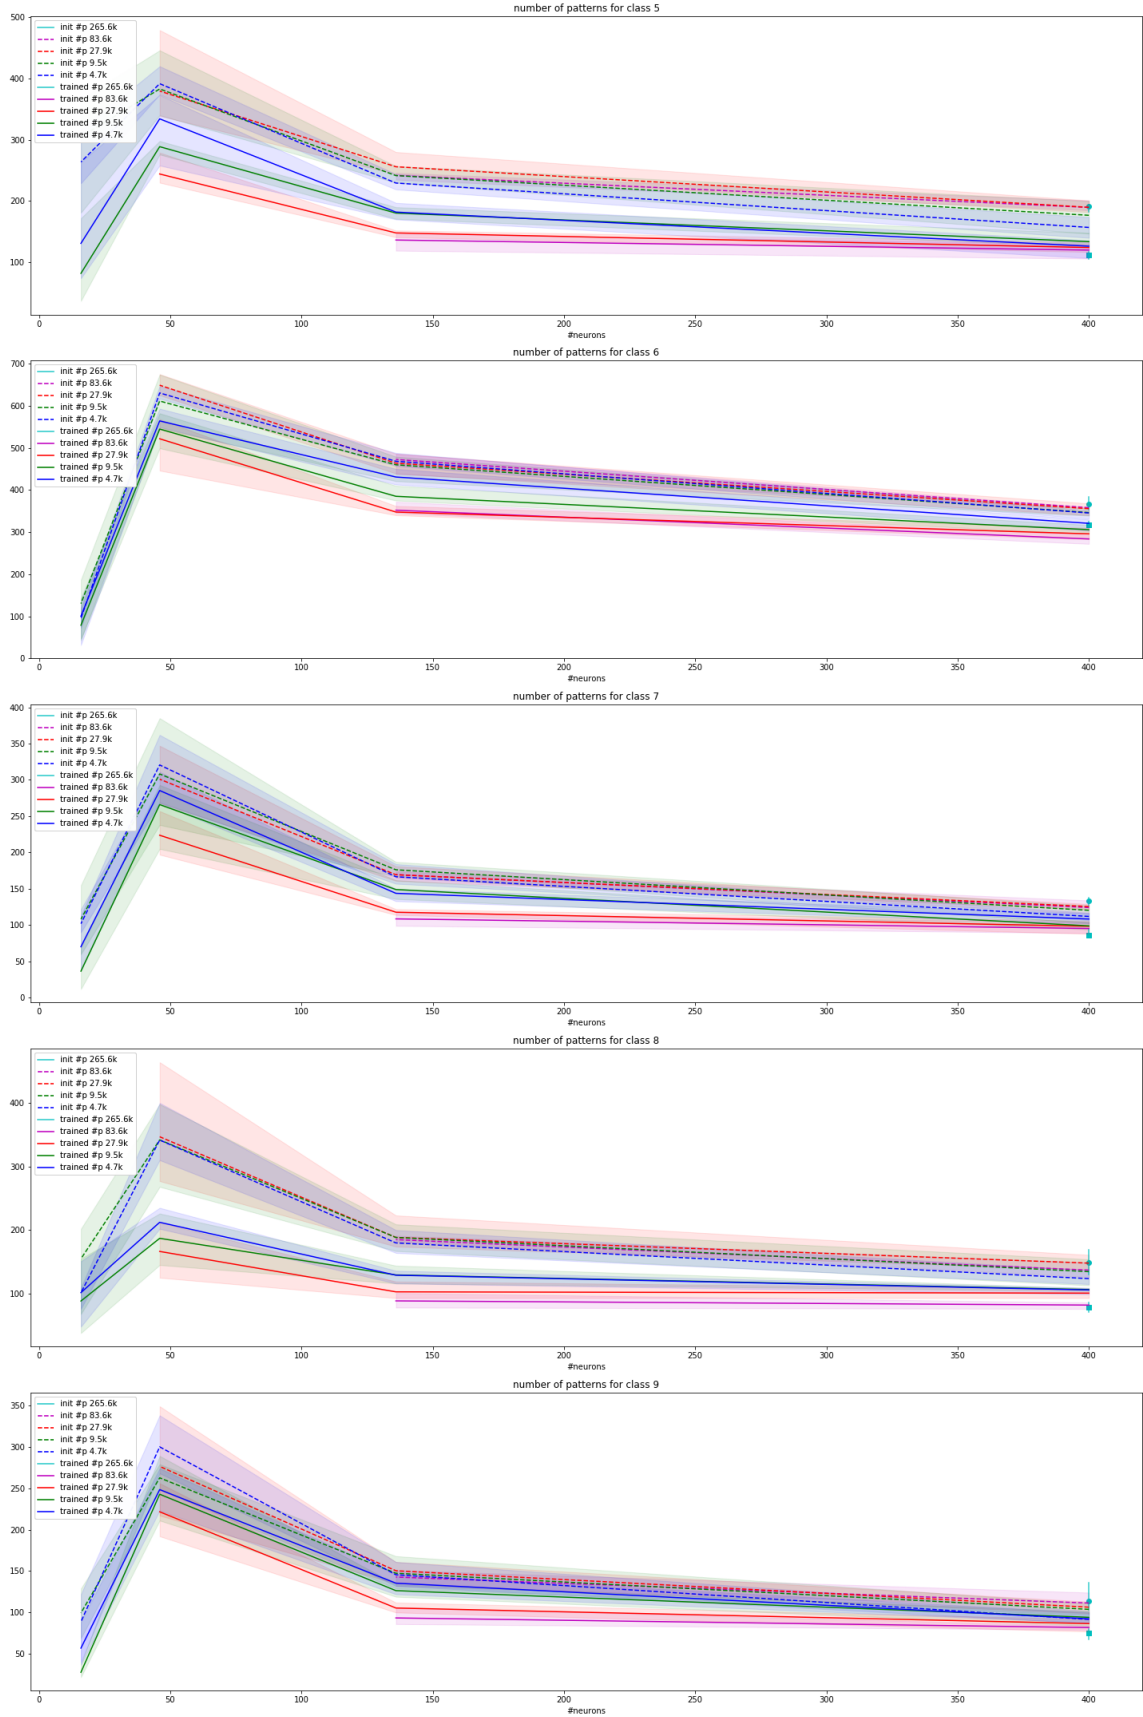 number of patterns for class 5
500
400
300
200
100
init #p 265.6k
init #p 83.6k
init #p 27.9k
init #p 9.5k
init #p 4.7k
trained #p 265.6k
trained #p 83.6k
trained #p 27.9k
trained #p 9.5k
trained #p 4.7k
0 50 100 150 200 250 300 350 400
#neurons
number of patterns for class 6
700
600
500
400
300
200
100
0
init #p 265.6k
init #p 83.6k
init #p 27.9k
init #p 9.5k
init #p 4.7k
trained #p 265.6k
trained #p 83.6k
trained #p 27.9k
trained #p 9.5k
trained #p 4.7k
0 50 100 150 200 250 300 350 400
#neurons
number of patterns for class 7
400
350
300
250
200
150
100
50
0
init #p 265.6k
init #p 83.6k
init #p 27.9k
init #p 9.5k
init #p 4.7k
trained #p 265.6k
trained #p 83.6k
trained #p 27.9k
trained #p 9.5k
trained #p 4.7k
0 50 100 150 200 250 300 350 400
#neurons
number of patterns for class 8
400
300
200
100
init #p 265.6k
init #p 83.6k
init #p 27.9k
init #p 9.5k
init #p 4.7k
trained #p 265.6k
trained #p 83.6k
trained #p 27.9k
trained #p 9.5k
trained #p 4.7k
0 50 100 150 200 250 300 350 400
#neurons
number of patterns for class 9
350
300
250
200
150
100
50
init #p 265.6k
init #p 83.6k
init #p 27.9k
init #p 9.5k
init #p 4.7k
trained #p 265.6k
trained #p 83.6k
trained #p 27.9k
trained #p 9.5k
trained #p 4.7k
0 50 100 150 200 250 300 350 400
#neurons